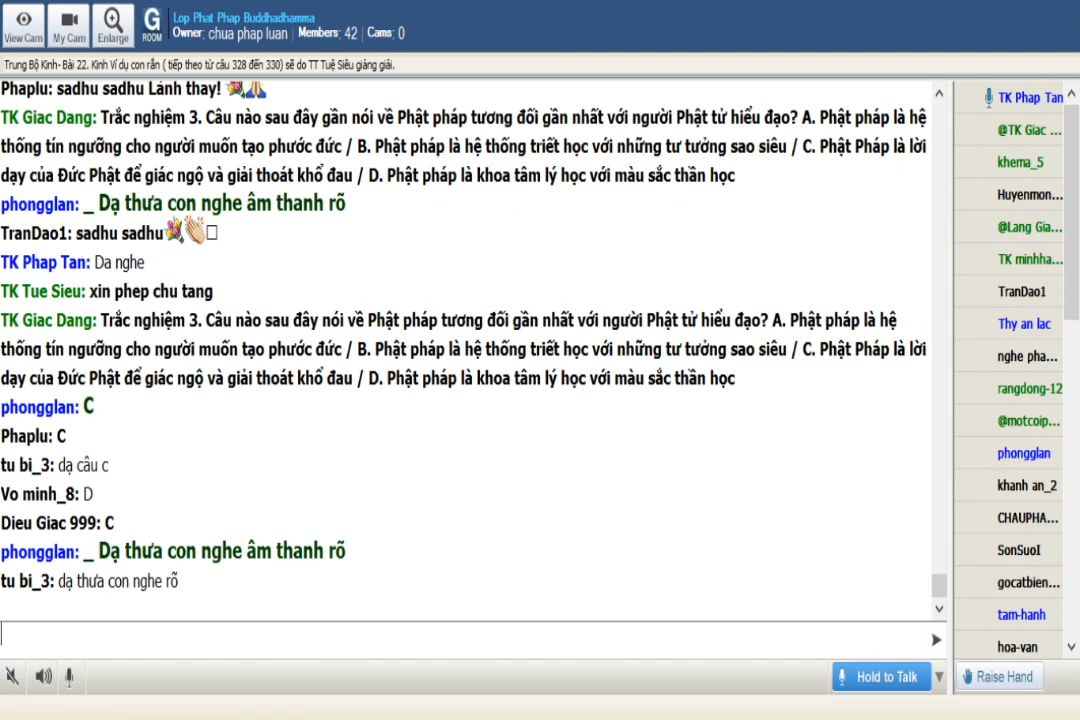 View Cam
My Cam
Enlarge
G
ROOM
Lop Phat Phap Buddhadhamma
Owner: chua phap luan | Members: 42 | Cams: 0
Trung Bộ Kinh- Bài 22. Kinh Ví dụ con rắn ( tiếp theo từ câu 328 đến 330) sẽ do TT Tuệ Siêu giảng giải.
Phaplu: sadhu sadhu Lành thay!
TK Giac Dang: Trắc nghiệm 3. Câu nào sau đây gần nói về Phật pháp tương đối gần nhất với người Phật tử hiểu đạo? A. Phật pháp là hệ
thống tín ngưỡng cho người muốn tạo phước đức / B. Phật pháp là hệ thống triết học với những tư tưởng sao siêu / C. Phật Pháp là lời
dạy của Đức Phật để giác ngộ và giải thoát khổ đau / D. Phật pháp là khoa tâm lý học với màu sắc thần học
phongglan: _ Dạ thưa con nghe âm thanh rõ
TranDao1: sadhu sadhu
TK Phap Tan: Da nghe
TK Tue Sieu: xin phep chu tang
TK Giac Dang: Trắc nghiệm 3. Câu nào sau đây nói về Phật pháp tương đối gần nhất với người Phật tử hiểu đạo? A. Phật pháp là hệ
thống tín ngưỡng cho người muốn tạo phước đức / B. Phật pháp là hệ thống triết học với những tư tưởng sao siêu / C. Phật Pháp là lời
dạy của Đức Phật để giác ngộ và giải thoát khổ đau / D. Phật pháp là khoa tâm lý học với màu sắc thần học
phongglan: C
Phaplu: C
tu bi_3: dạ câu c
Vo minh_8: D
Dieu Giac 999: C
phongglan: _ Dạ thưa con nghe âm thanh rõ
tu bi_3: dạ thưa con nghe rõ
TK Phap Tan
@TK Giac ...
khema_5
Huyenmon...
@Lang Gia...
TK minhha...
TranDao1
Thy an lac
nghe pha...
rangdong-12
@motcoip...
phongglan
khanh an_2
CHAUPHA...
SonSuoI
gocatbien...
tam-hanh
hoa-van
Hold to Talk
Raise Hand